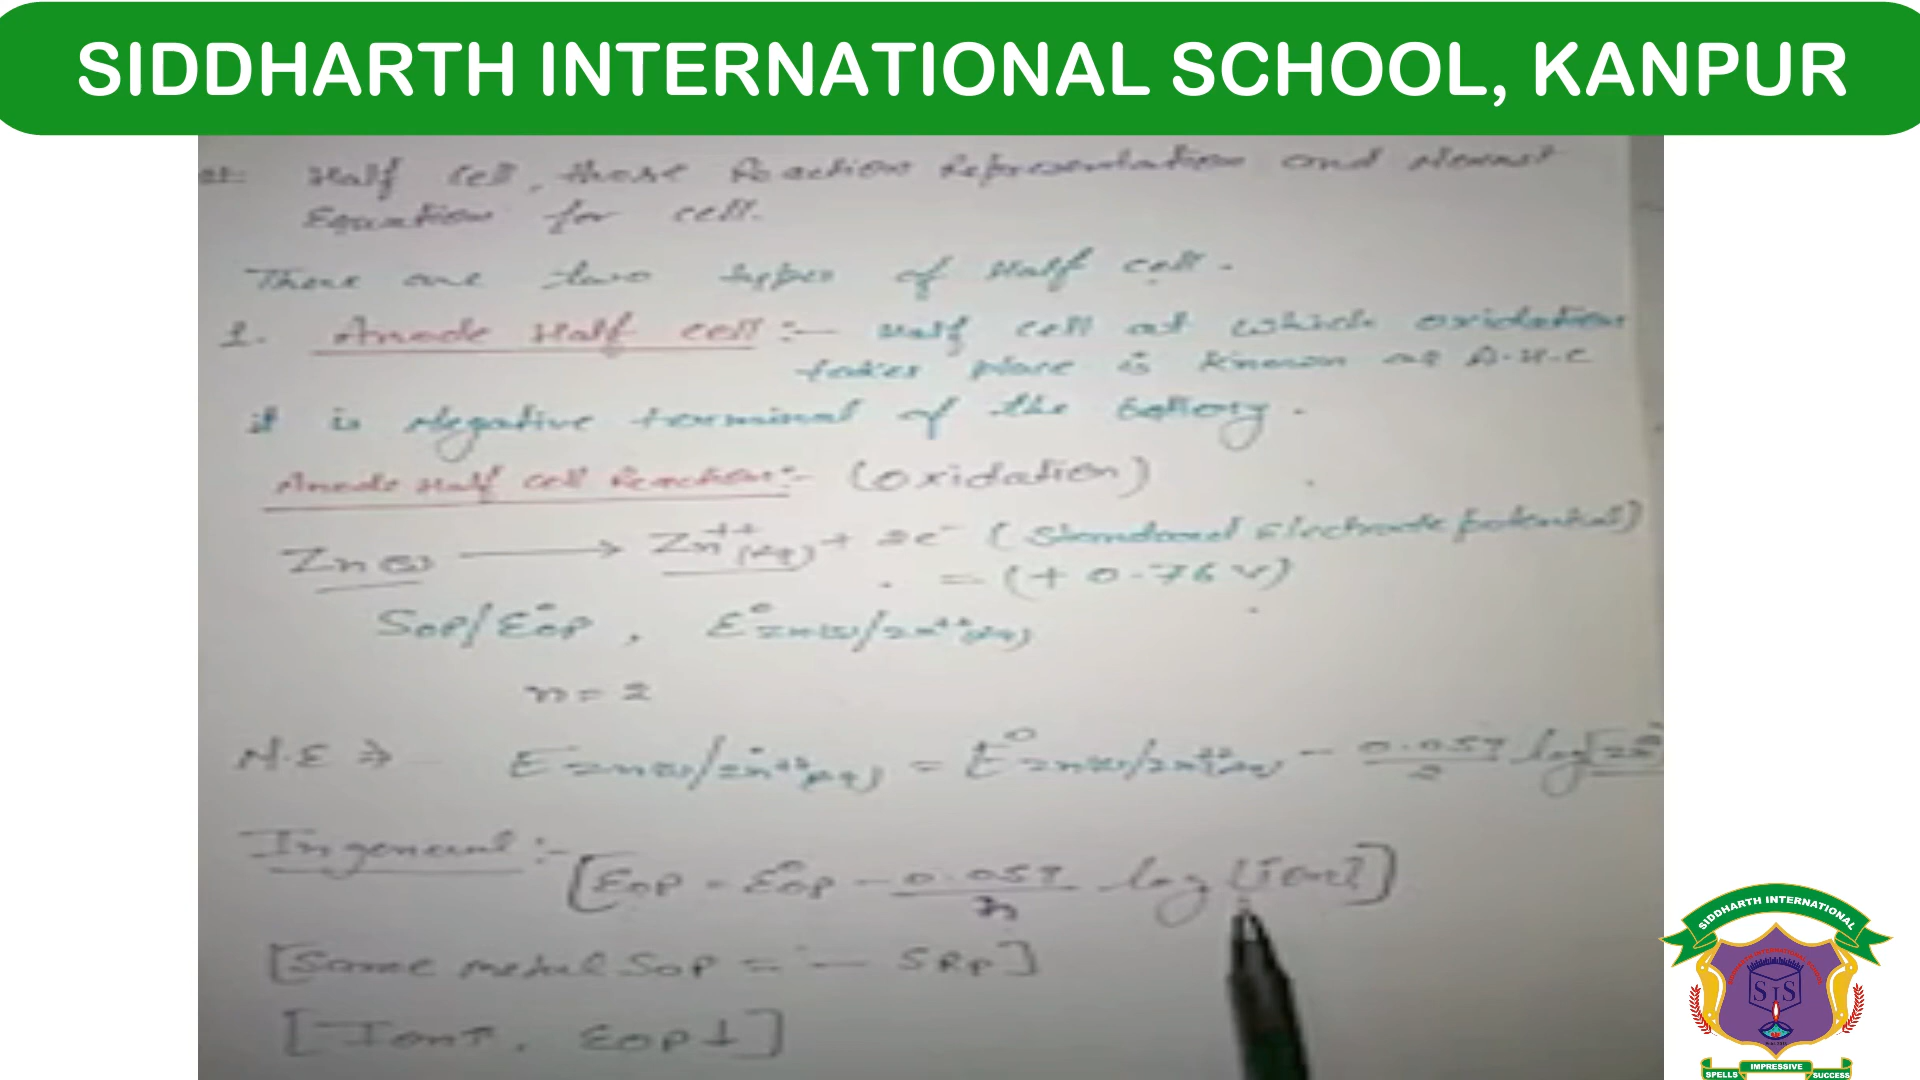 SIDDHARTH INTERNATIONAL SCHOOL, KANPUR
Half cell, those Reaction Representation and Nernst
Equation for cell.
There are two types of Half cell.
1. Anode Half cell :- Half cell at which oxidation
takes place is known as A.H.C
it is Negative terminal of the battery.
Anode Half cell Reaction:- (oxidation)
Zn(s) ⟶ Zn++(aq) + 2e- (Standard Electrode potential)
= (+ 0.76 V)
SOP/E°OP , E°Zn(s)/Zn++(aq)
n = 2
N.E ⇒ EZn(s)/Zn++(aq) = E°Zn(s)/Zn++(aq) - 0.059/2 log[Zn
In general :- [EOP = E°OP - 0.059/n log[ion]]
[Same metal SOP = - SRP]
[Ion↑, EOP↓]
SIDDHARTH INTERNATIONAL
SIS
SPELLS IMPRESSIVE SUCCESS